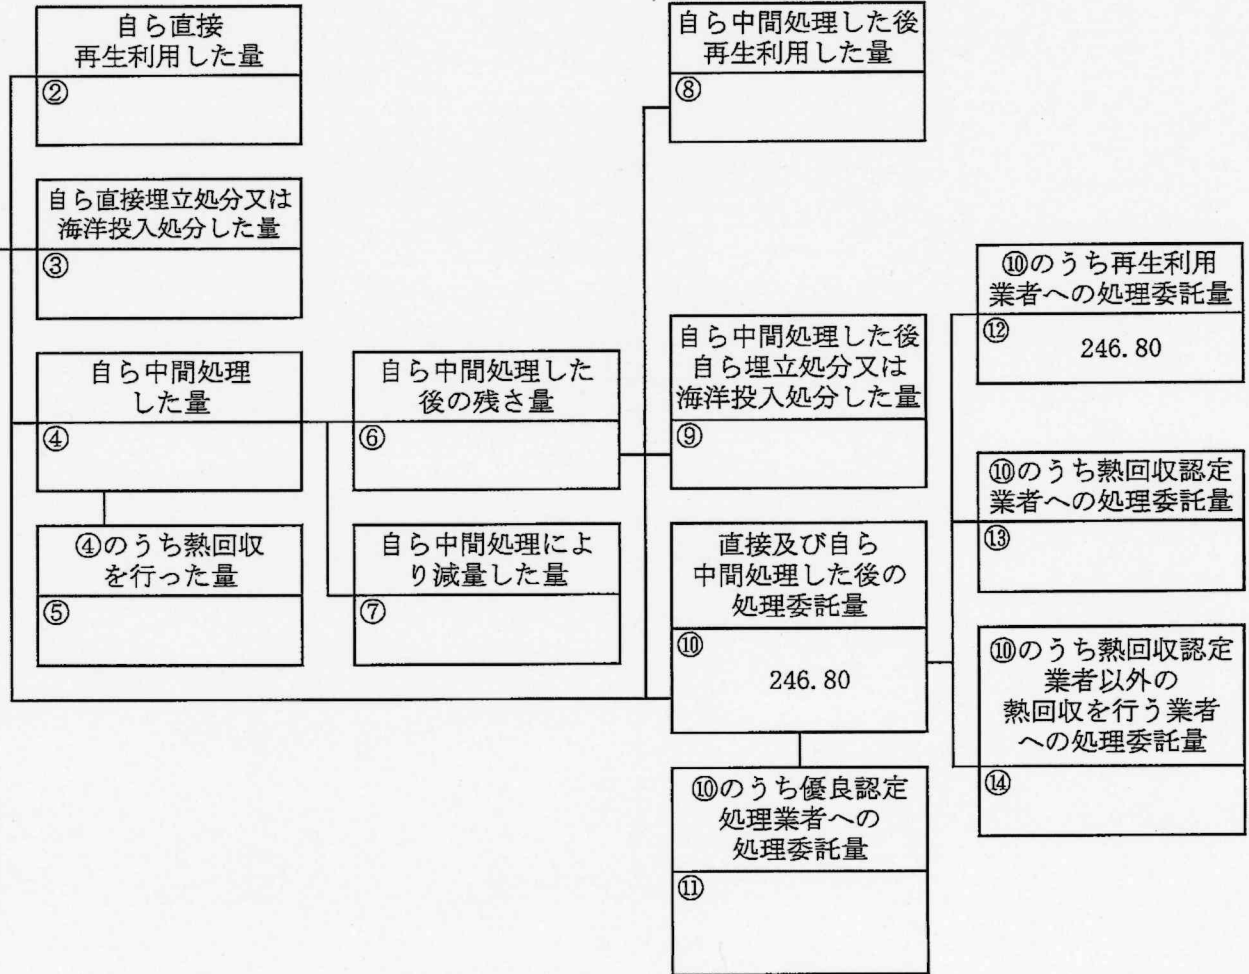 自ら直接
再生利用した量
②
自ら中間処理した後
再生利用した量
⑧
自ら直接埋立処分又は
海洋投入処分した量
③
⑩のうち再生利用
業者への処理委託量
⑫
246.80
自ら中間処理
した量
④
自ら中間処理した
後の残さ量
⑥
自ら中間処理した後
自ら埋立処分又は
海洋投入処分した量
⑨
⑩のうち熱回収認定
業者への処理委託量
⑬
④のうち熱回収
を行った量
⑤
自ら中間処理によ
り減量した量
⑦
直接及び自ら
中間処理した後の
処理委託量
⑩
246.80
⑩のうち熱回収認定
業者以外の
熱回収を行う業者
への処理委託量
⑭
⑩のうち優良認定
処理業者への
処理委託量
⑪